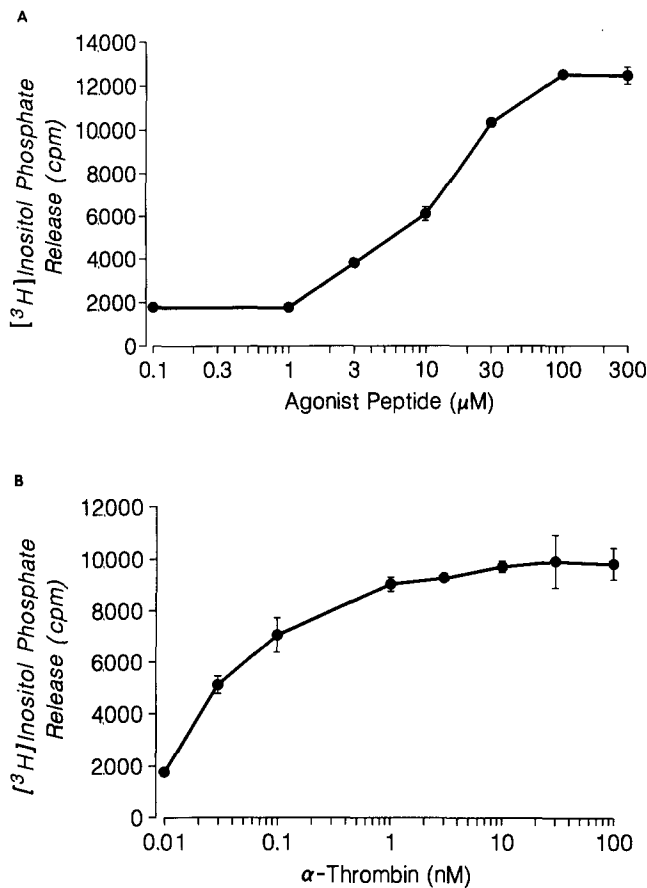 A
[³H]Inositol Phosphate
Release (cpm)
14000
12000
10000
8000
6000
4000
2000
0
0.1 0.3 1 3 10 30 100 300
Agonist Peptide (μM)
B
[³H]Inositol Phosphate
Release (cpm)
12000
10000
8000
6000
4000
2000
0
0.01 0.1 1 10 100
α-Thrombin (nM)